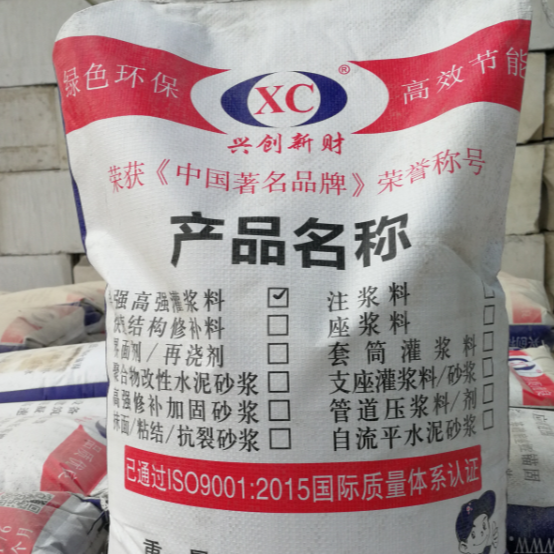 绿色环保
XC
®
高效节能
兴创新财
荣获《中国著名品牌》荣誉称号
产品名称
强高强灌浆料 ☑ 注浆料 □
结构修补料 □ 座浆料 □
界面剂/再浇剂 □ 套筒灌浆料 □
聚合物改性水泥砂浆 □ 支座灌浆料/砂浆 □
高强修补加固砂浆 □ 管道压浆料/剂 □
面/粘结/抗裂砂浆 □ 自流平水泥砂浆 □
已通过ISO9001:2015国际质量体系认证